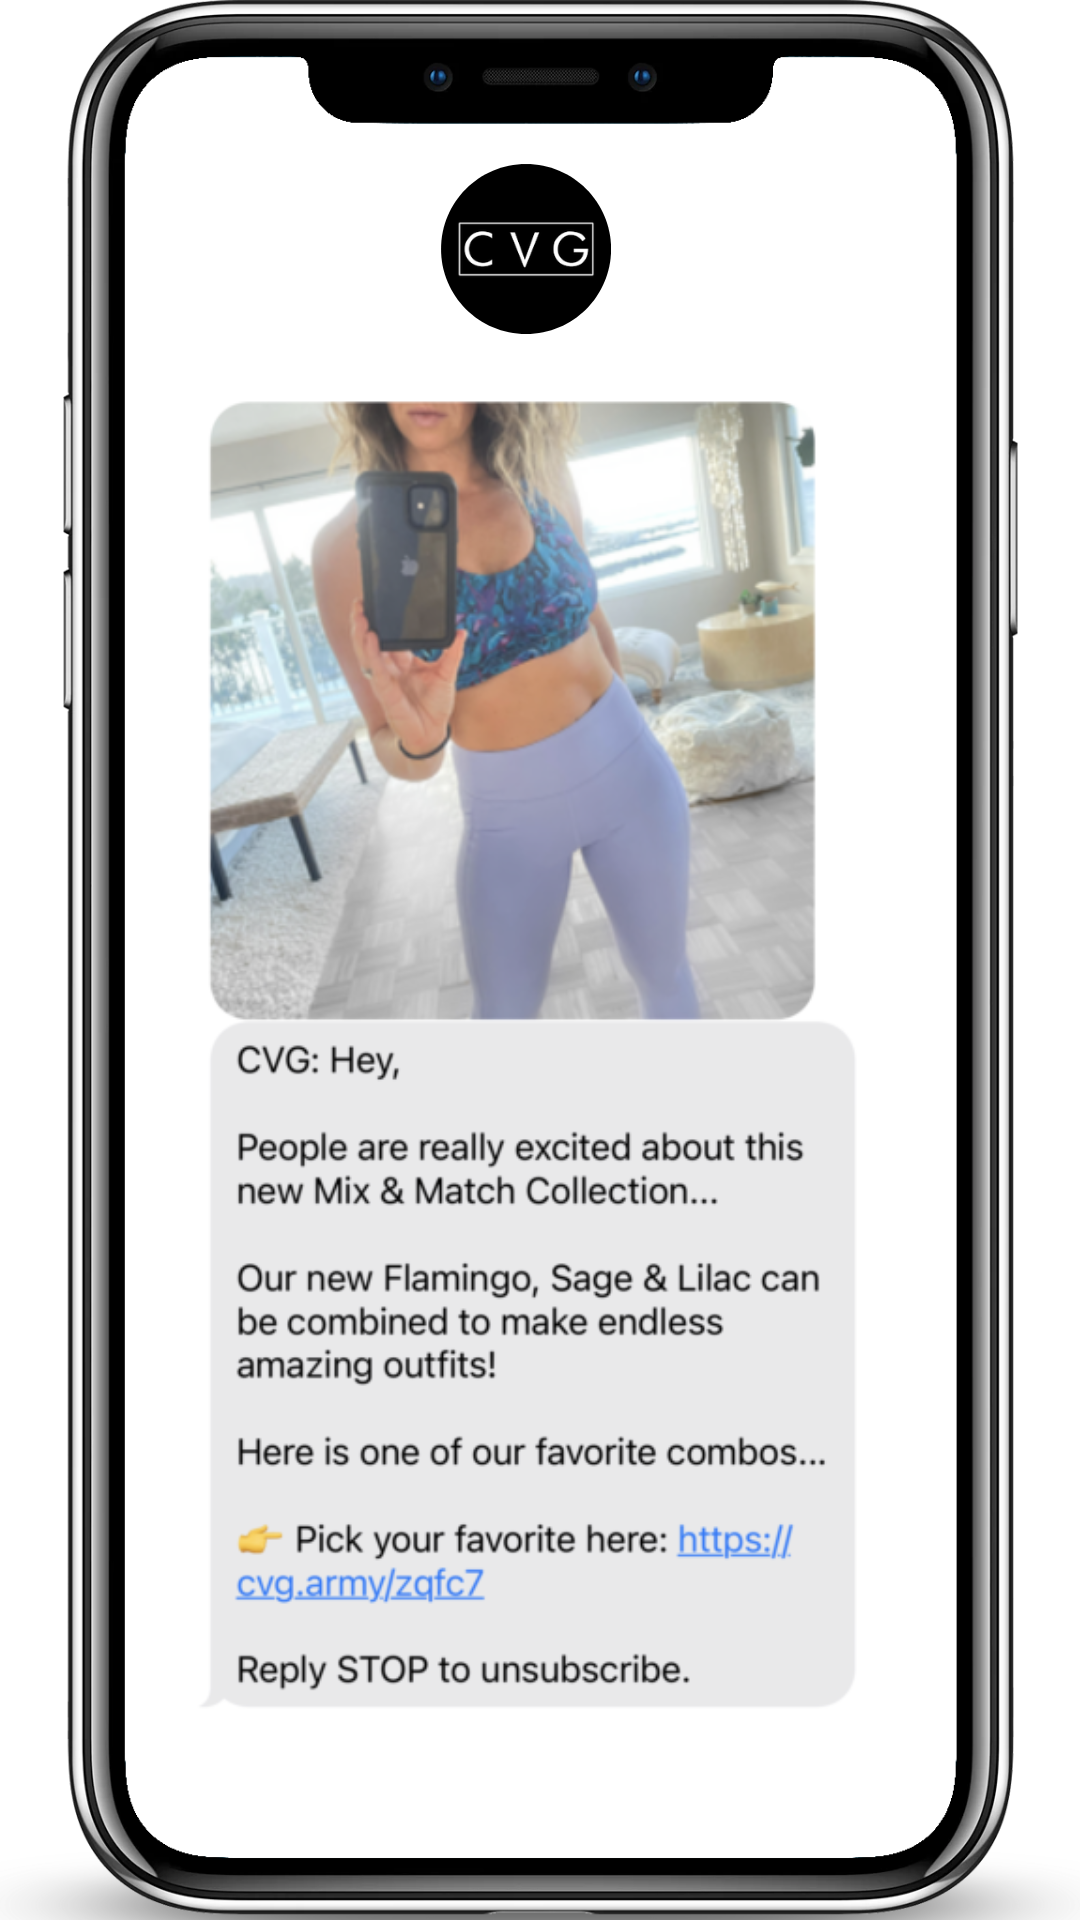 CVG
CVG: Hey,
People are really excited about this
new Mix & Match Collection...
Our new Flamingo, Sage & Lilac can
be combined to make endless
amazing outfits!
Here is one of our favorite combos...
👉 Pick your favorite here: https://
cvg.army/zqfc7
Reply STOP to unsubscribe.